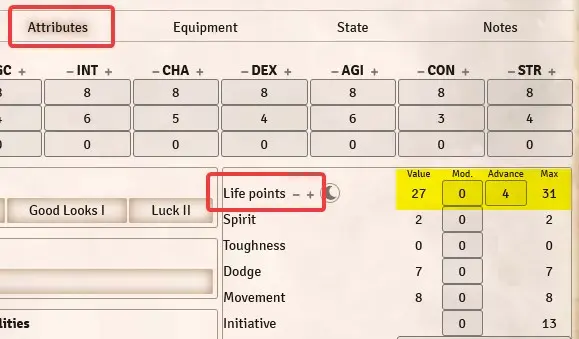 Attributes Equipment State Notes
GC + – INT + – CHA + – DEX + – AGI + – CON + – STR +
8 8 8 8 8 8 8
6 5 4 6 3 4
0 0 0 0 0 0
Value Mod. Advance Max
Life points – + 27 0 4 31
Good Looks I Luck II
Spirit 2 0 2
Toughness 0 0 0
Dodge 7 0 7
Movement 8 0 8
Initiative 0 13
lities